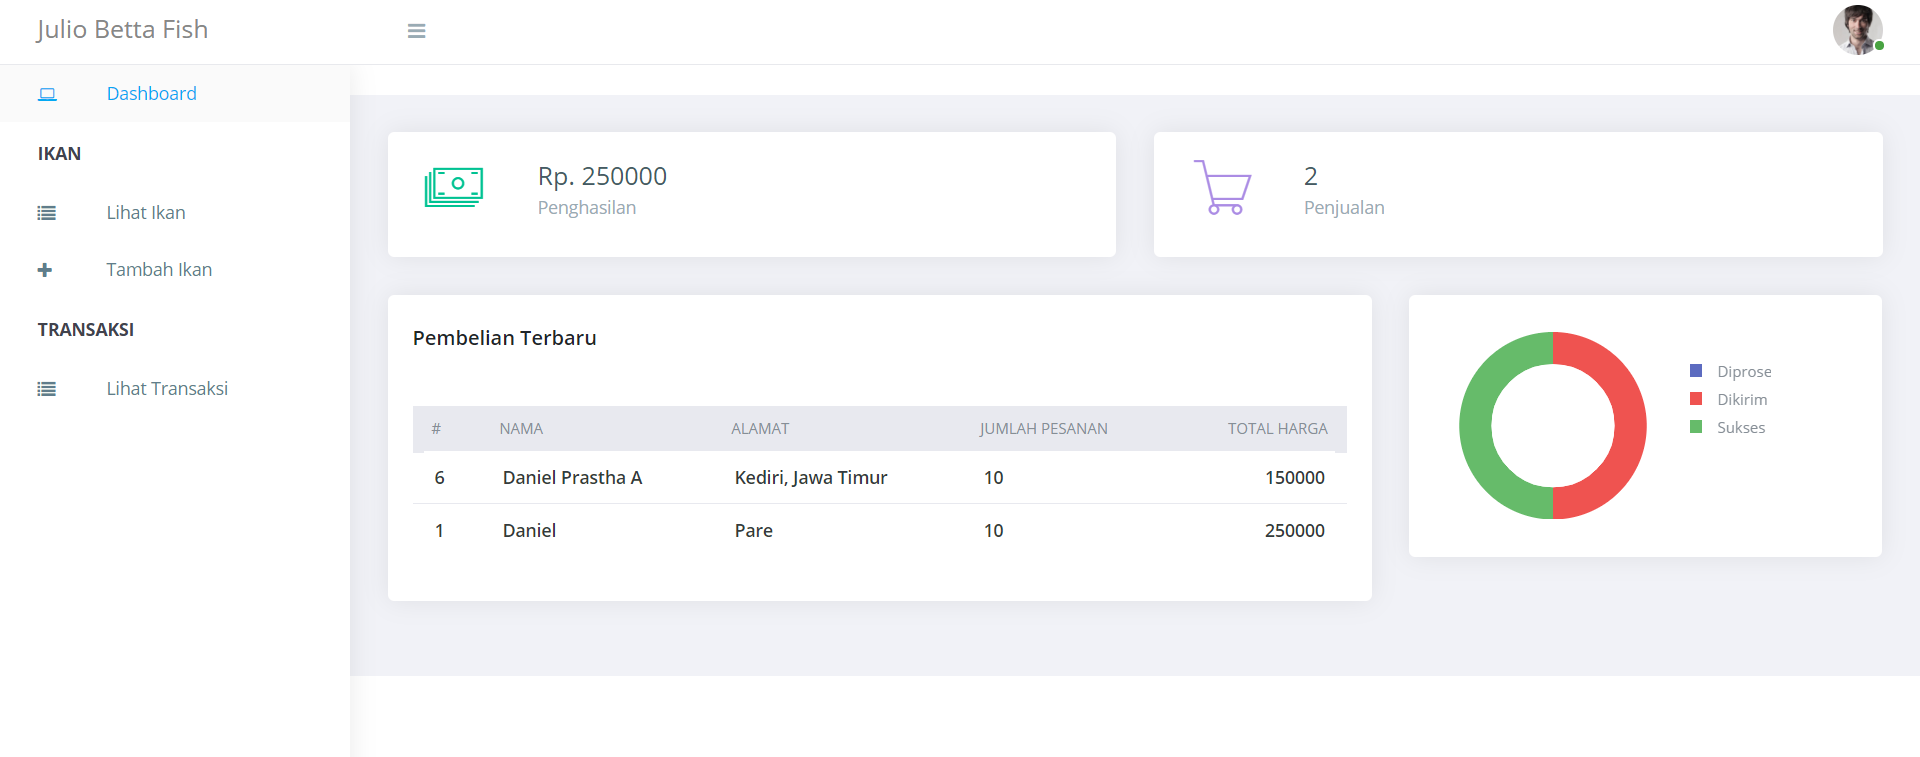 Julio Betta Fish
Dashboard
IKAN
Lihat Ikan
Tambah Ikan
TRANSAKSI
Lihat Transaksi
Rp. 250000
Penghasilan
2
Penjualan
Pembelian Terbaru
# NAMA ALAMAT JUMLAH PESANAN TOTAL HARGA
6 Daniel Prastha A Kediri, Jawa Timur 10 150000
1 Daniel Pare 10 250000
Diprose
Dikirim
Sukses